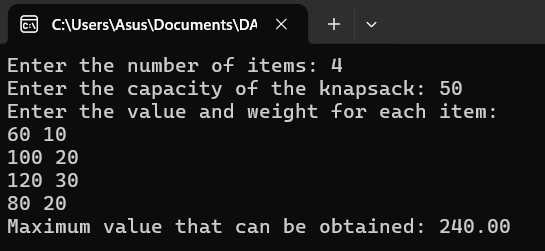 C:\Users\Asus\Documents\DA
Enter the number of items: 4
Enter the capacity of the knapsack: 50
Enter the value and weight for each item:
60 10
100 20
120 30
80 20
Maximum value that can be obtained: 240.00